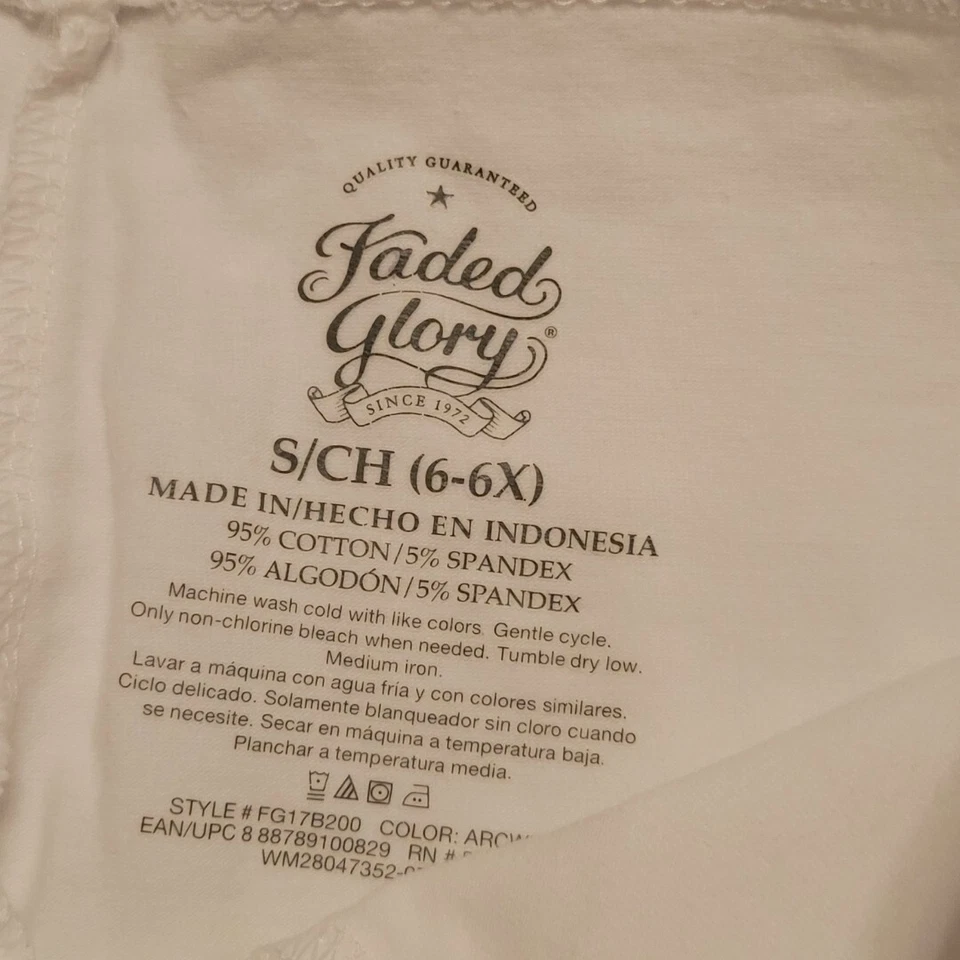 QUALITY GUARANTEED
Faded
Glory®
SINCE 1972
S/CH (6-6X)
MADE IN/HECHO EN INDONESIA
95% COTTON/5% SPANDEX
95% ALGODÓN/5% SPANDEX
Machine wash cold with like colors. Gentle cycle.
Only non-chlorine bleach when needed. Tumble dry low.
Medium iron.
Lavar a máquina con agua fría y con colores similares.
Ciclo delicado. Solamente blanqueador sin cloro cuando
se necesite. Secar en máquina a temperatura baja.
Planchar a temperatura media.
STYLE # FG17B200 COLOR:
EAN/UPC 8 88789100829 RN #